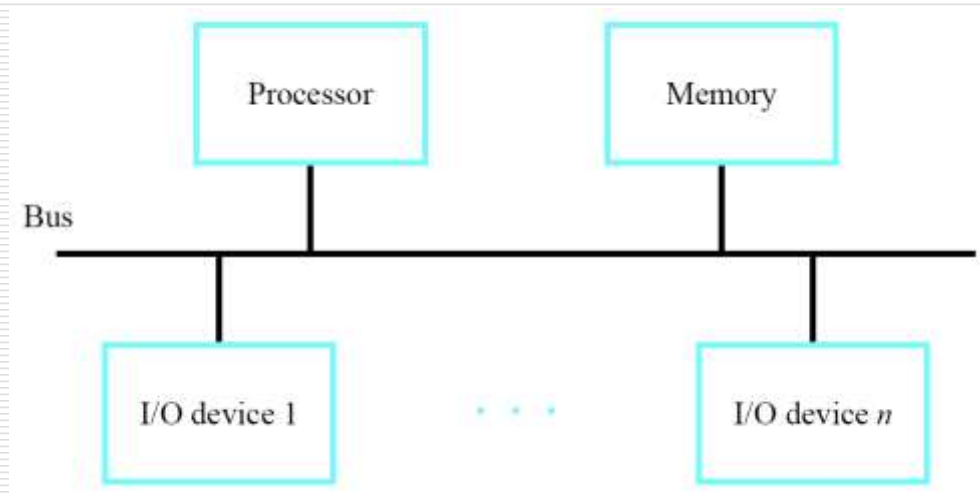 Processor
Memory
Bus
I/O device 1
. . .
I/O device n